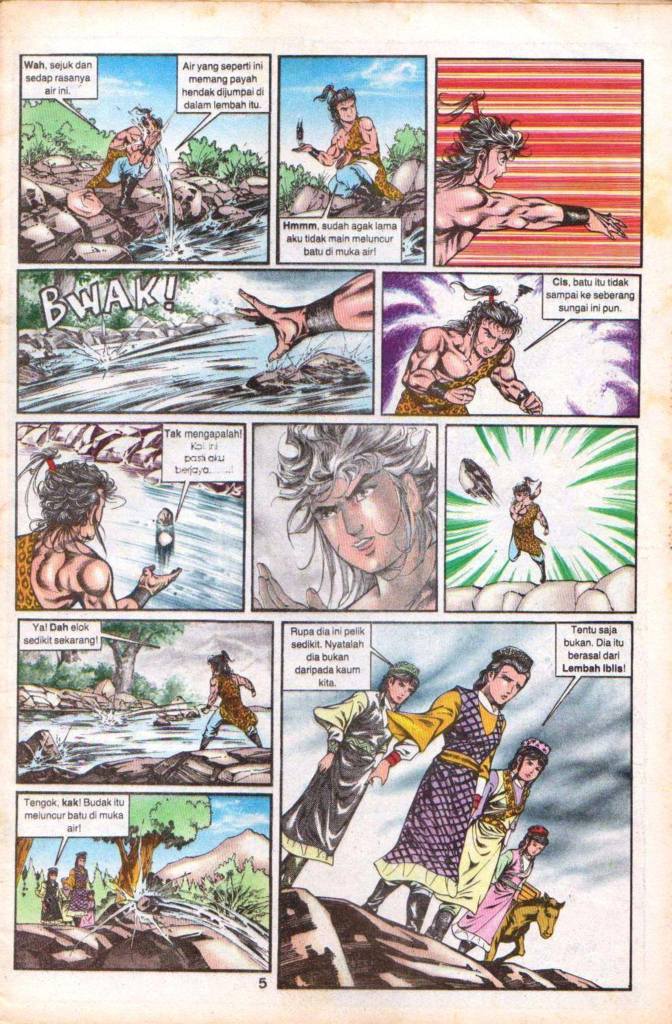 Wah, sejuk dan
sedap rasanya
air ini.
Air yang seperti ini
memang payah
hendak dijumpai di
dalam lembah itu.
Hmmm, sudah agak lama
aku tidak main meluncur
batu di muka air!
BWAK!
Cis, batu itu tidak
sampai ke seberang
sungai ini pun.
Tak mengapalah!
Kali ini
pasti aku
berjaya........!
Ya! Dah elok
sedikit sekarang!
Rupa dia ini pelik
sedikit. Nyatalah
dia bukan
daripada kaum
kita.
Tentu saja
bukan. Dia itu
berasal dari
Lembah Iblis!
Tengok, kak! Budak itu
meluncur batu di muka
air!
5